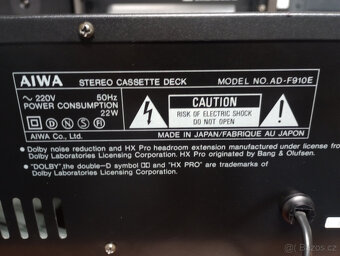 AIWA STEREO CASSETTE DECK MODEL NO. AD-F910E
~ 220V 50Hz
POWER CONSUMPTION
22W
D N S FI
AIWA Co., Ltd.
CAUTION
RISK OF ELECTRIC SHOCK
DO NOT OPEN
MADE IN JAPAN/FABRIQUE AU JAPON
● Dolby noise reduction and HX Pro headroom extension manufactured under license from
Dolby Laboratories Licensing Corporation. HX Pro originated by Bang & Olufsen.
● "DOLBY", the double-D symbol and "HX PRO" are trademarks of
Dolby Laboratories Licensing Corporation.
bazos.cz